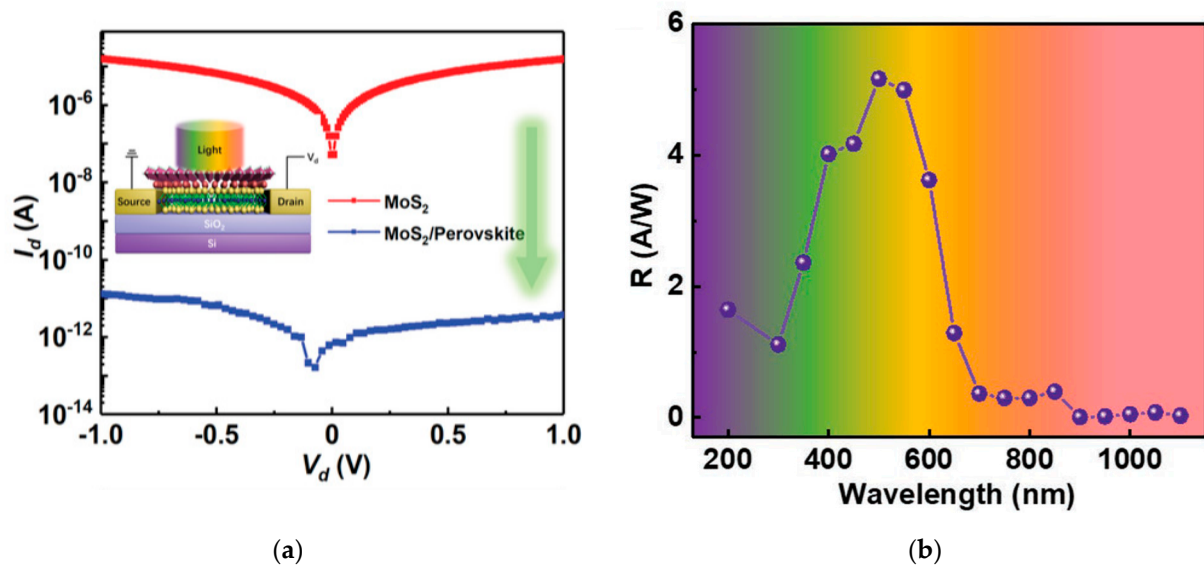 10⁻⁶
10⁻⁸
10⁻¹⁰
10⁻¹²
10⁻¹⁴
I_d (A)
Light
V_d
Source
Drain
SiO₂
Si
MoS₂
MoS₂/Perovskite
-1.0 -0.5 0 0.5 1.0
V_d (V)
(a)
6
4
2
0
R (A/W)
200 400 600 800 1000
Wavelength (nm)
(b)